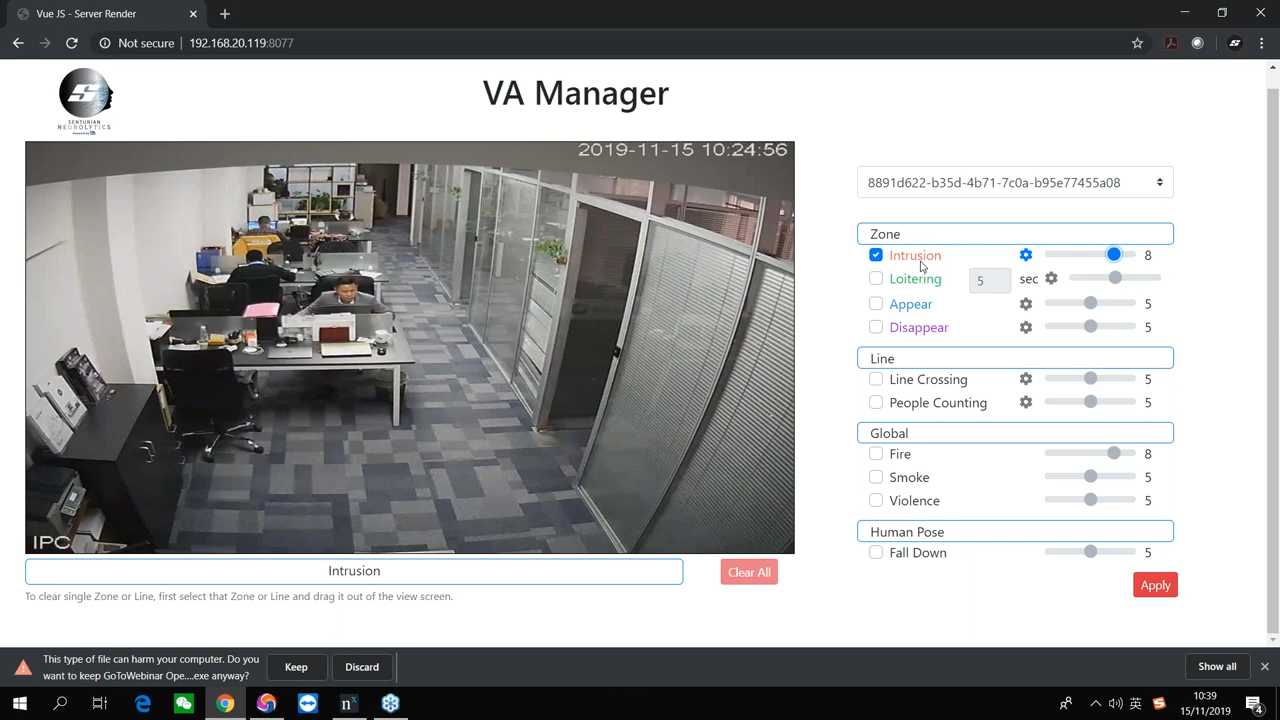 Vue JS - Server Render
Not secure
192.168.20.119:8077
SENTURIAN
NEUROLYTICS
VA Manager
2019-11-15 10:24:56
IPC
8891d622-b35d-4b71-7c0a-b95e77455a08
Zone
Intrusion 8
Loitering 5 sec
Appear 5
Disappear 5
Line
Line Crossing 5
People Counting 5
Global
Fire 8
Smoke 5
Violence 5
Human Pose
Fall Down 5
Intrusion
Clear All
Apply
To clear single Zone or Line, first select that Zone or Line and drag it out of the view screen.
This type of file can harm your computer. Do you
want to keep GoToWebinar Ope....exe anyway?
Keep
Discard
Show all
英
10:39
15/11/2019
4